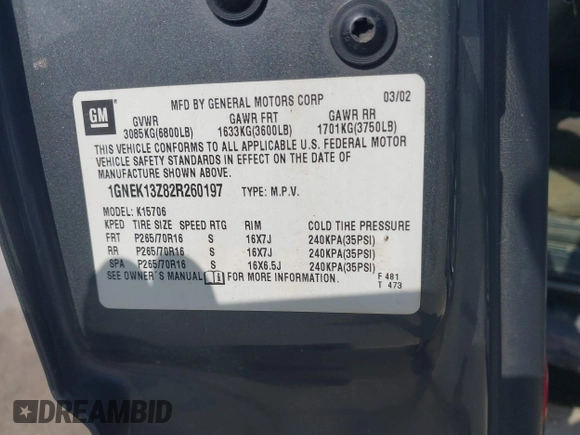 GM
MFD BY GENERAL MOTORS CORP 03/02
GVWR GAWR FRT GAWR RR
3085KG(6800LB) 1633KG(3600LB) 1701KG(3750LB)
THIS VEHICLE CONFORMS TO ALL APPLICABLE U.S. FEDERAL MOTOR
VEHICLE SAFETY STANDARDS IN EFFECT ON THE DATE OF
MANUFACTURE SHOWN ABOVE.
1GNEK13Z82R260197 TYPE: M.P.V.
MODEL: K15706
KPED TIRE SIZE SPEED RTG RIM COLD TIRE PRESSURE
FRT P265/70R16 S 16X7J 240KPA(35PSI)
RR P265/70R16 S 16X7J 240KPA(35PSI)
SPA P265/70R16 S 16X6.5J 240KPA(35PSI)
SEE OWNER'S MANUAL FOR MORE INFORMATION.
F 481
T 473
DREAMBID